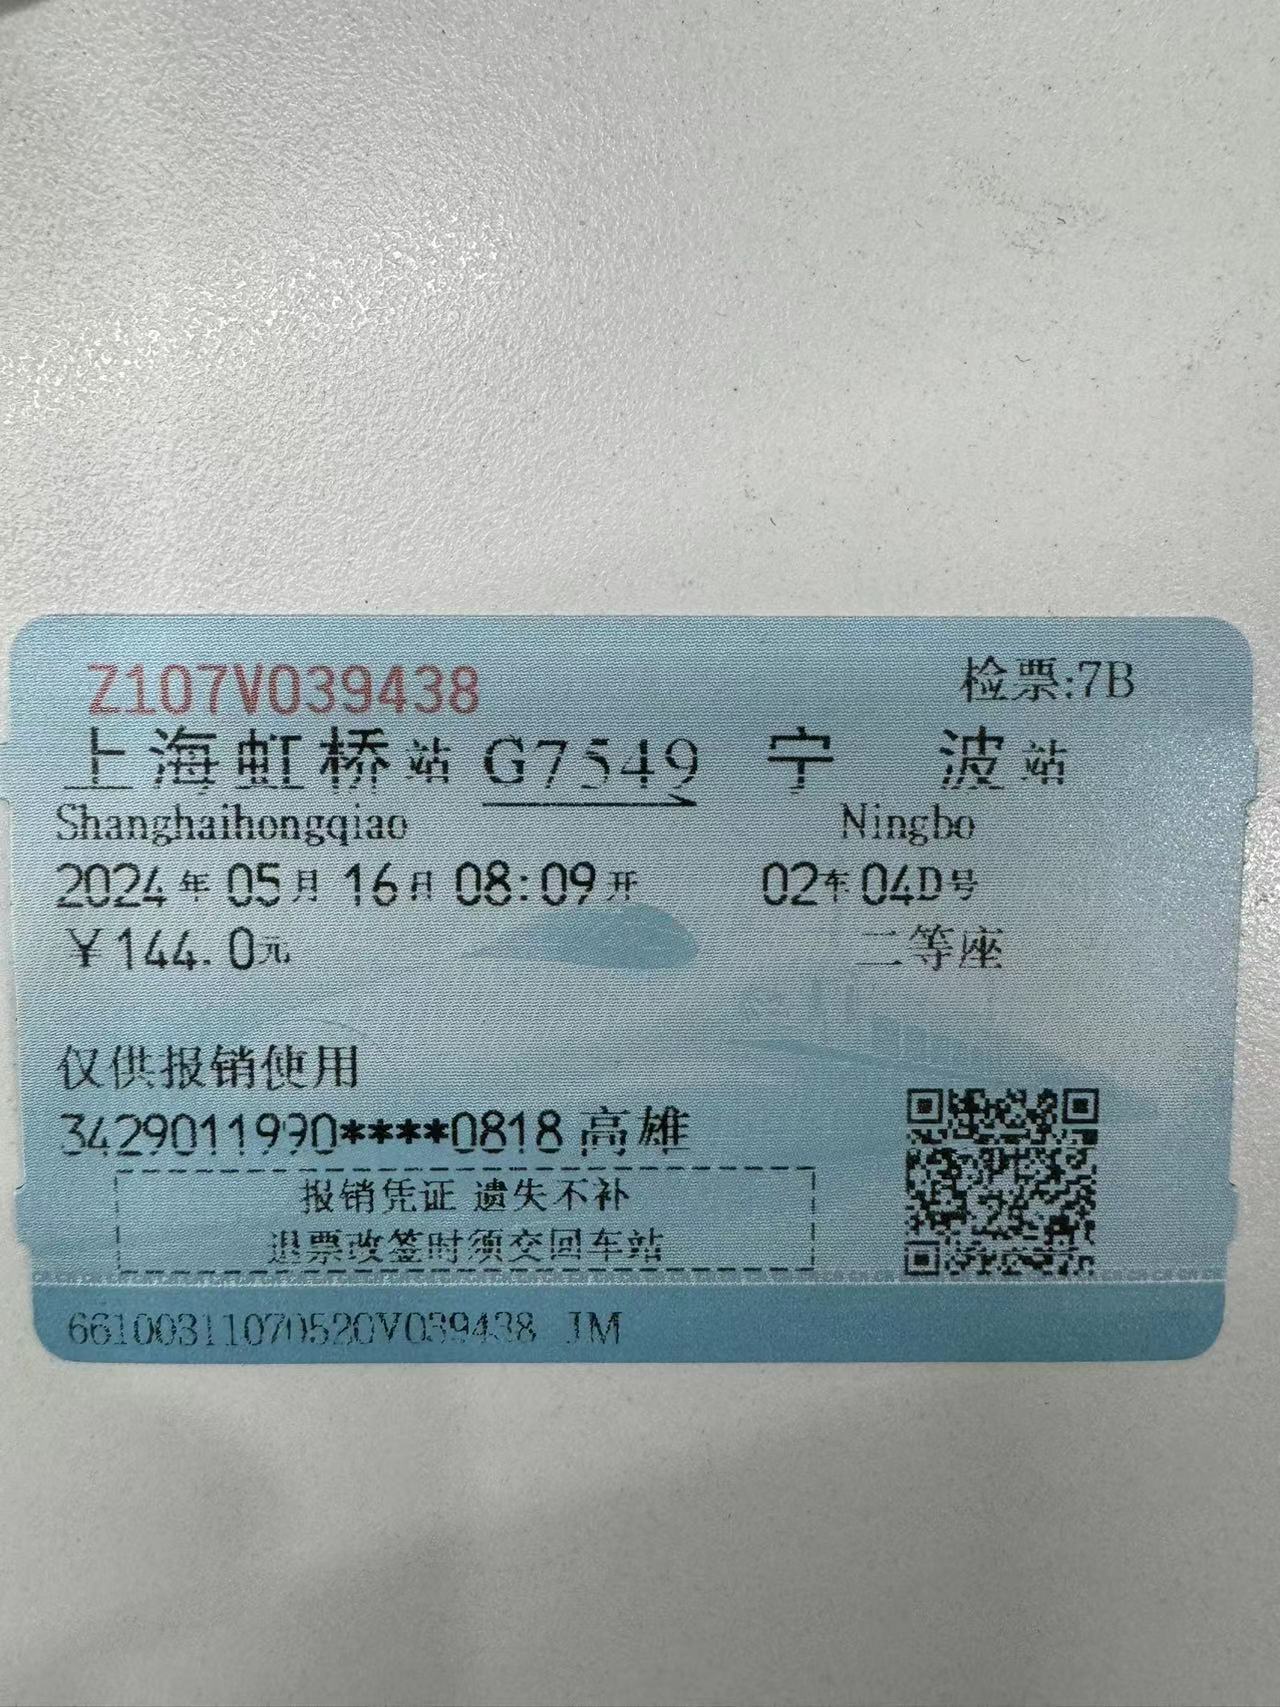 Z107V039438 检票:7B
上海虹桥站 G7549 宁波站
Shanghaihongqiao Ningbo
2024年05月16日08:09开 02车04D号
￥144.0元 二等座
仅供报销使用
3429011990****0818高雄
报销凭证 遗失不补
退票改签时须交回车站
66100311070520V039438 JM